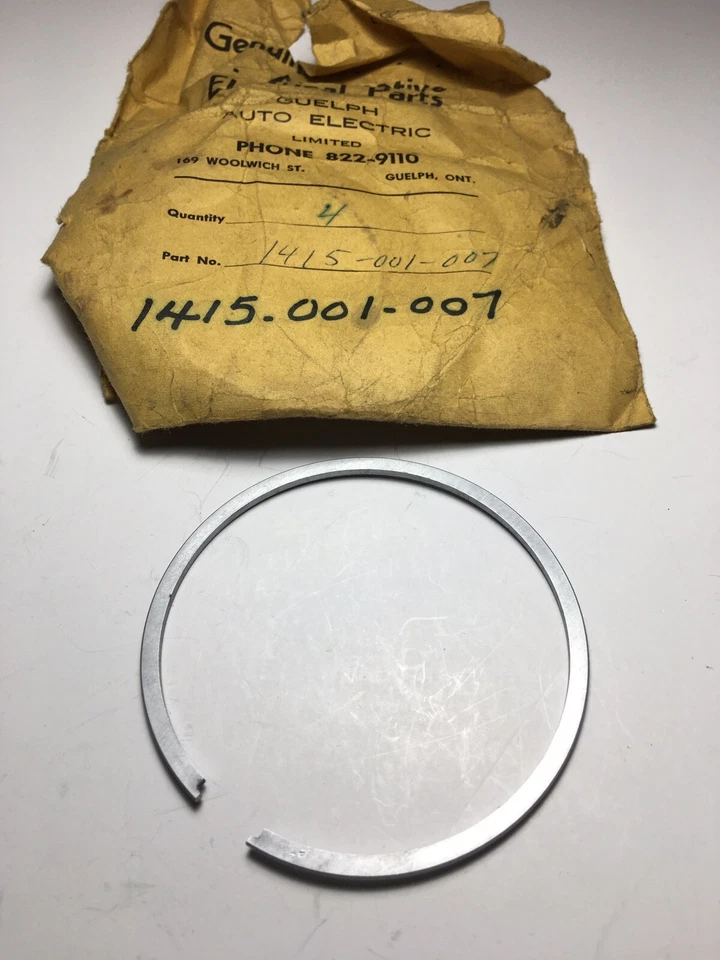 Parts
GUELPH
AUTO ELECTRIC
LIMITED
PHONE 822-9110
169 WOOLWICH ST. GUELPH, ONT.
Quantity 4
Part No. 1415-001-007
1415.001-007